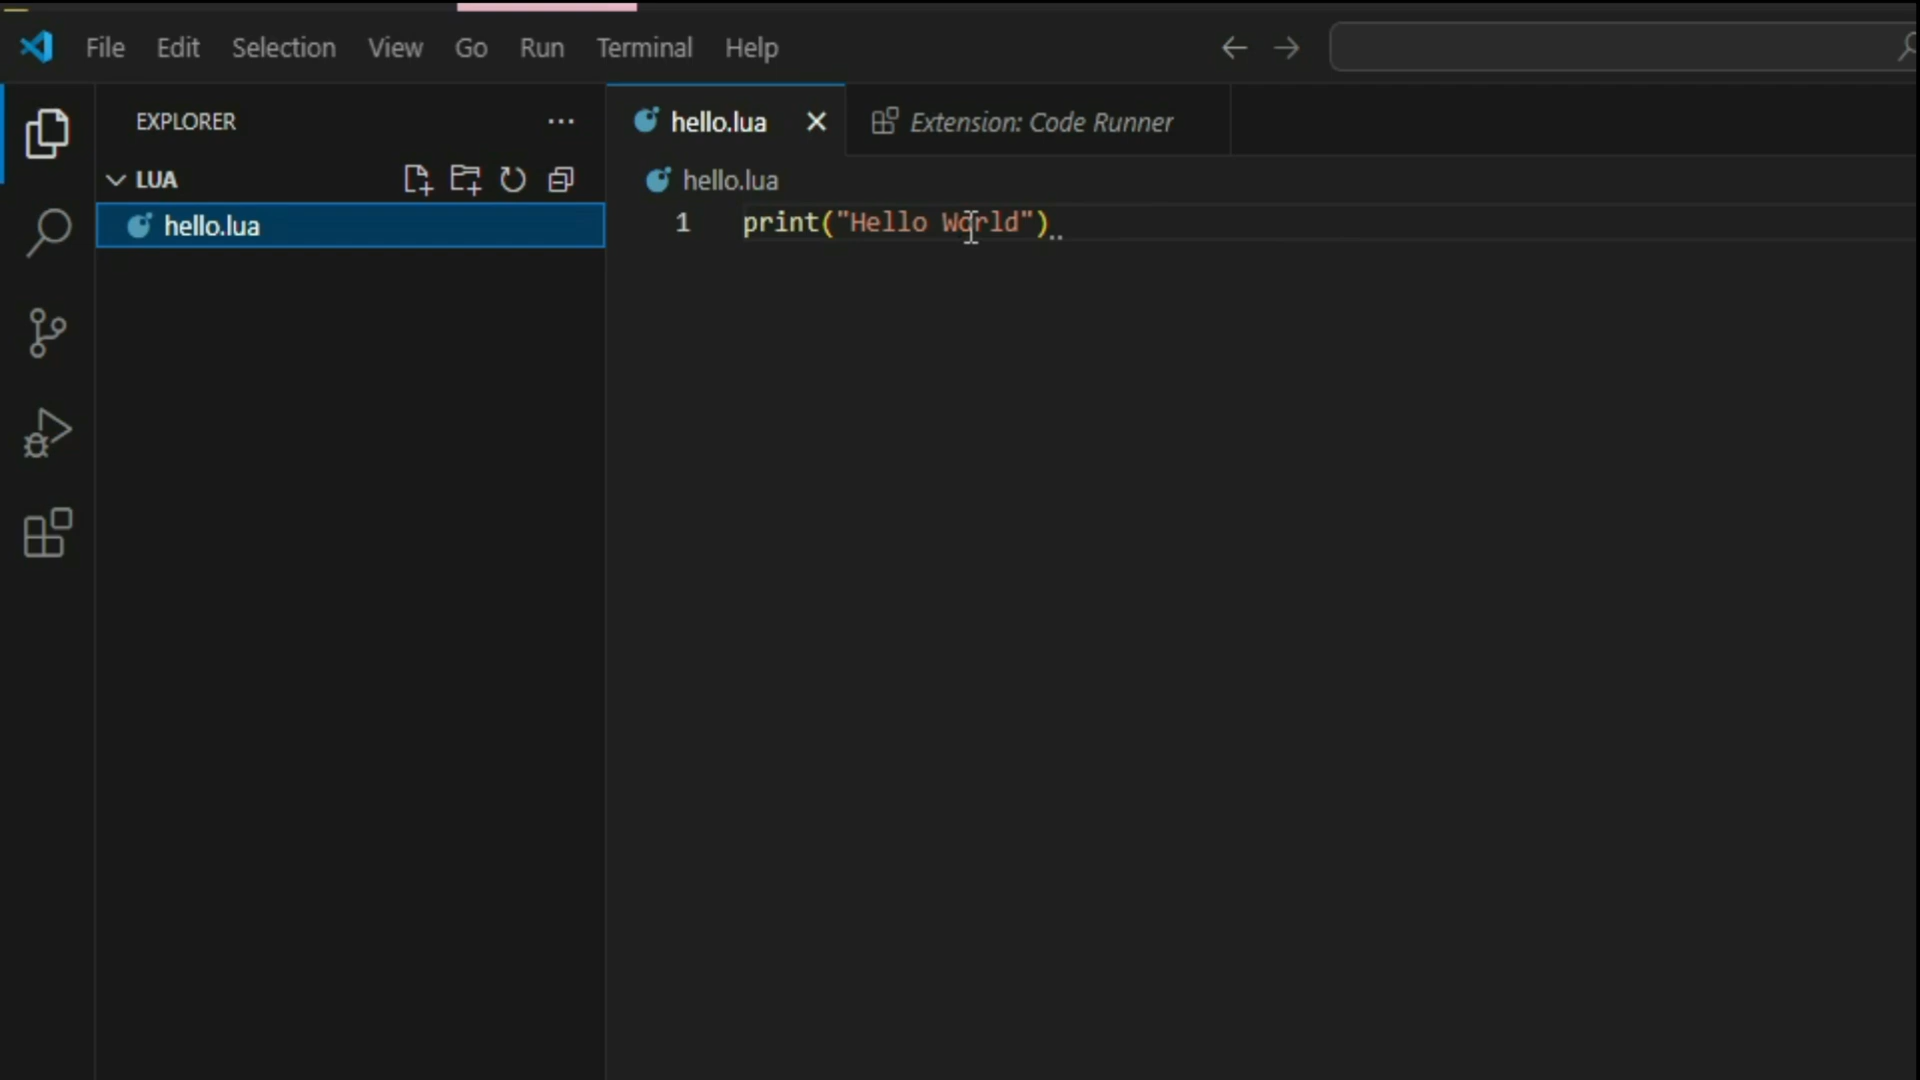 File Edit Selection View Go Run Terminal Help
EXPLORER
LUA
hello.lua
hello.lua
Extension: Code Runner
hello.lua
1 print("Hello World")